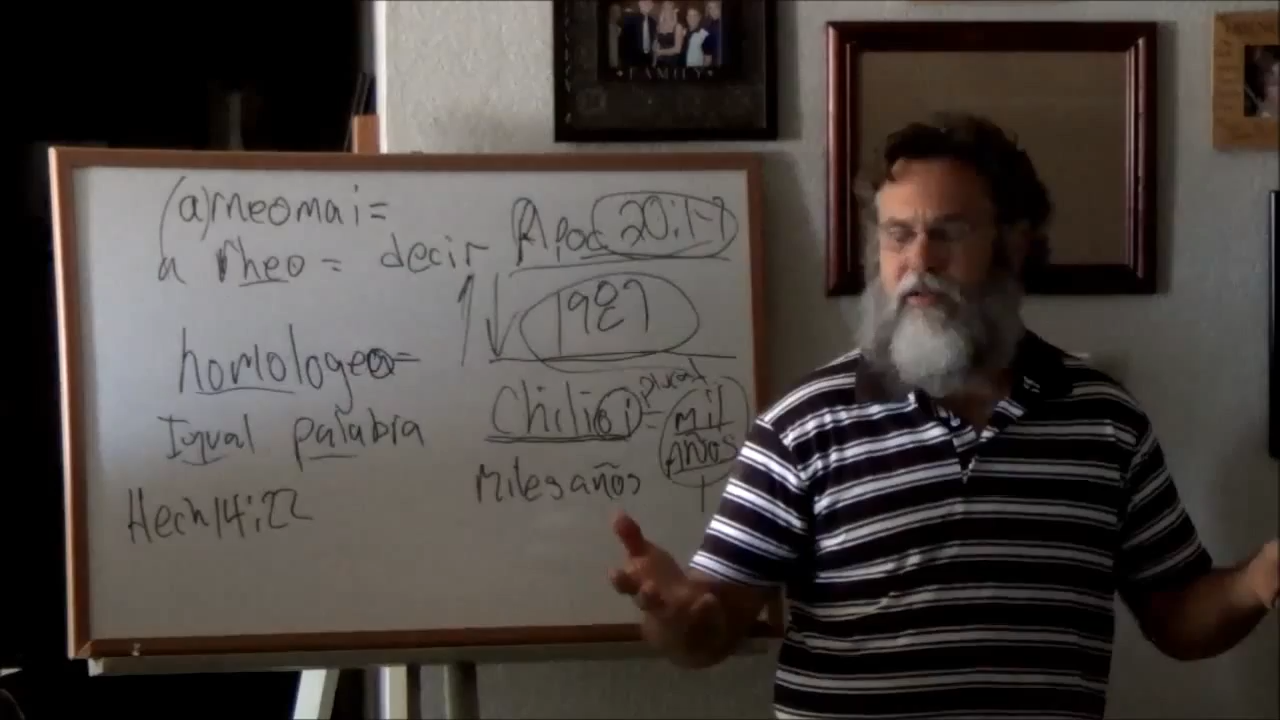 FAMILY
(a)rneomai=
a rheo = decir
homologeo=
Igual palabra
Hech 14:22
Apoc 20:1-7
1987
Chilioi = plural mil años
Miles años